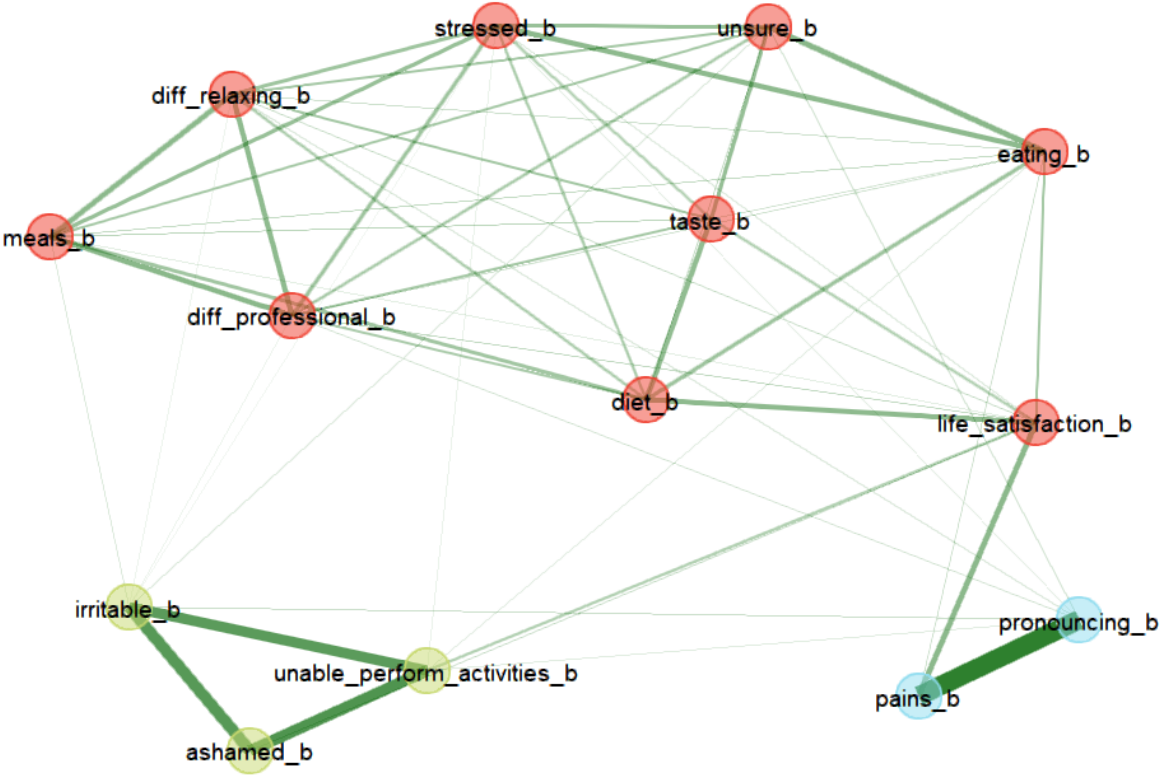 stressed_b
unsure_b
diff_relaxing_b
eating_b
taste_b
meals_b
diff_professional_b
diet_b
life_satisfaction_b
irritable_b
pronouncing_b
unable_perform_activities_b
pains_b
ashamed_b